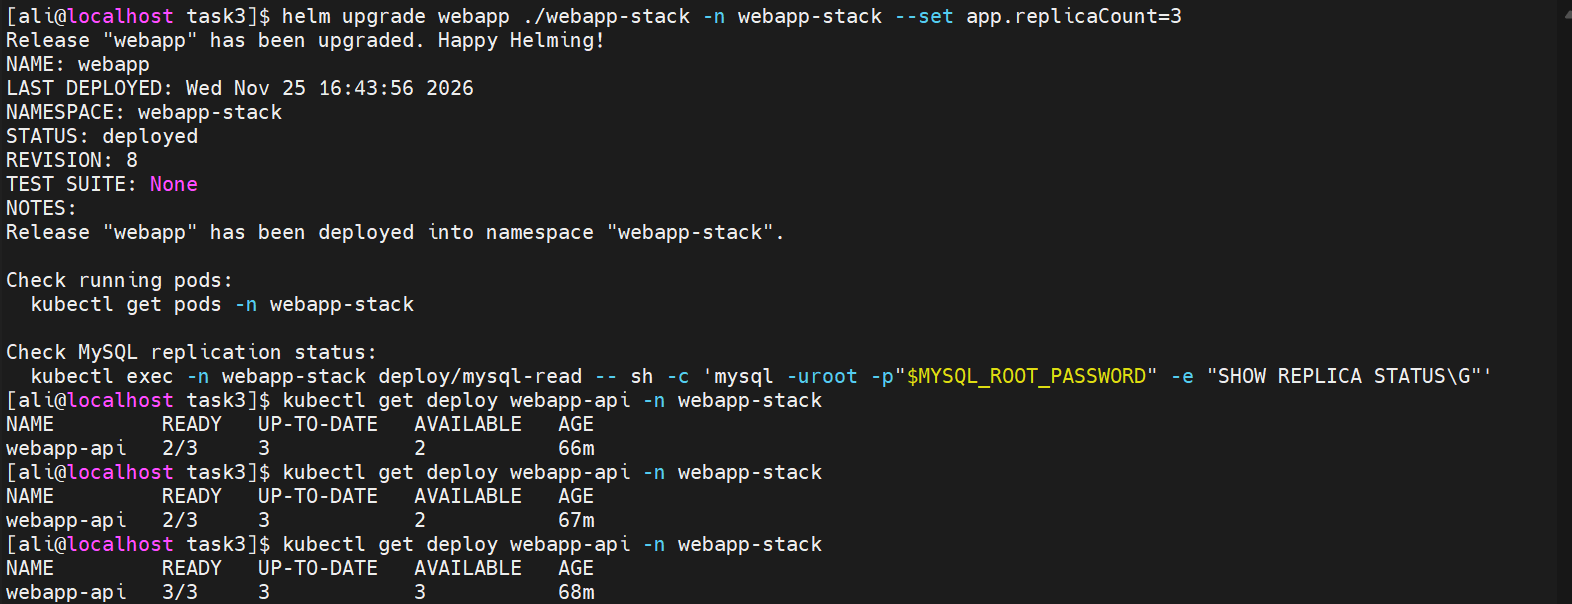 [ali@localhost task3]$ helm upgrade webapp ./webapp-stack -n webapp-stack --set app.replicaCount=3
Release "webapp" has been upgraded. Happy Helming!
NAME: webapp
LAST DEPLOYED: Wed Nov 25 16:43:56 2026
NAMESPACE: webapp-stack
STATUS: deployed
REVISION: 8
TEST SUITE: None
NOTES:
Release "webapp" has been deployed into namespace "webapp-stack".

Check running pods:
  kubectl get pods -n webapp-stack

Check MySQL replication status:
  kubectl exec -n webapp-stack deploy/mysql-read -- sh -c 'mysql -uroot -p"$MYSQL_ROOT_PASSWORD" -e "SHOW REPLICA STATUS\G"'
[ali@localhost task3]$ kubectl get deploy webapp-api -n webapp-stack
NAME         READY   UP-TO-DATE   AVAILABLE   AGE
webapp-api   2/3     3            2           66m
[ali@localhost task3]$ kubectl get deploy webapp-api -n webapp-stack
NAME         READY   UP-TO-DATE   AVAILABLE   AGE
webapp-api   2/3     3            2           67m
[ali@localhost task3]$ kubectl get deploy webapp-api -n webapp-stack
NAME         READY   UP-TO-DATE   AVAILABLE   AGE
webapp-api   3/3     3            3           68m